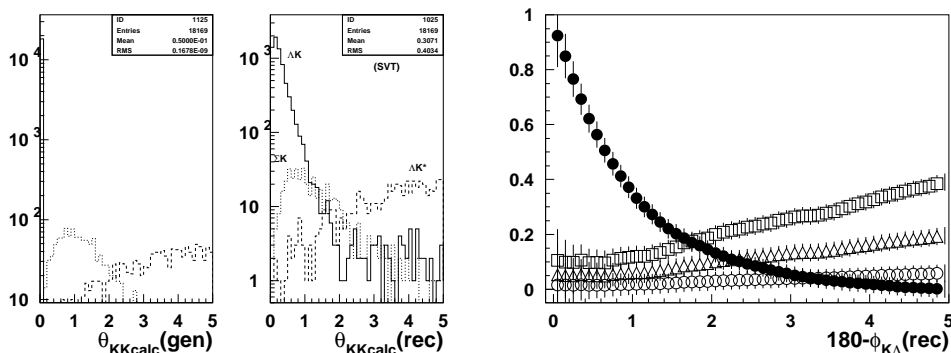 ID 1125
Entries 18169
Mean 0.5000E-01
RMS 0.1678E-09
10^4
10^3
10^2
10
0 1 2 3 4 5
θKKcalc(gen)
ID 1025
Entries 18169
Mean 0.3071
RMS 0.4034
(SVT)
ΛK
ΣK
ΛK*
10^3
10^2
10
1
0 1 2 3 4 5
θKKcalc(rec)
1
0.8
0.6
0.4
0.2
0
0 1 2 3 4 5
180-ϕKΛ(rec)